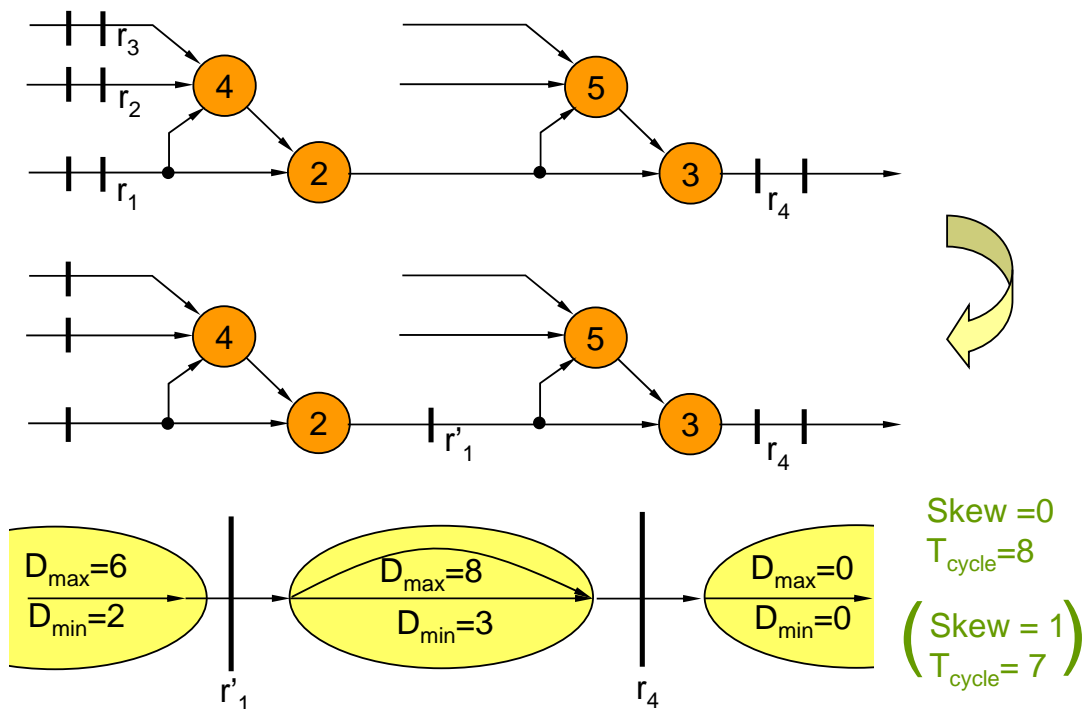 r3
4
5
r2
2
3
r1
r4
4
5
2
3
r'1
r4
Skew =0
Tcycle=8
Dmax=6
Dmax=8
Dmax=0
Dmin=2
Dmin=3
Dmin=0
(Skew = 1
Tcycle= 7)
r'1
r4